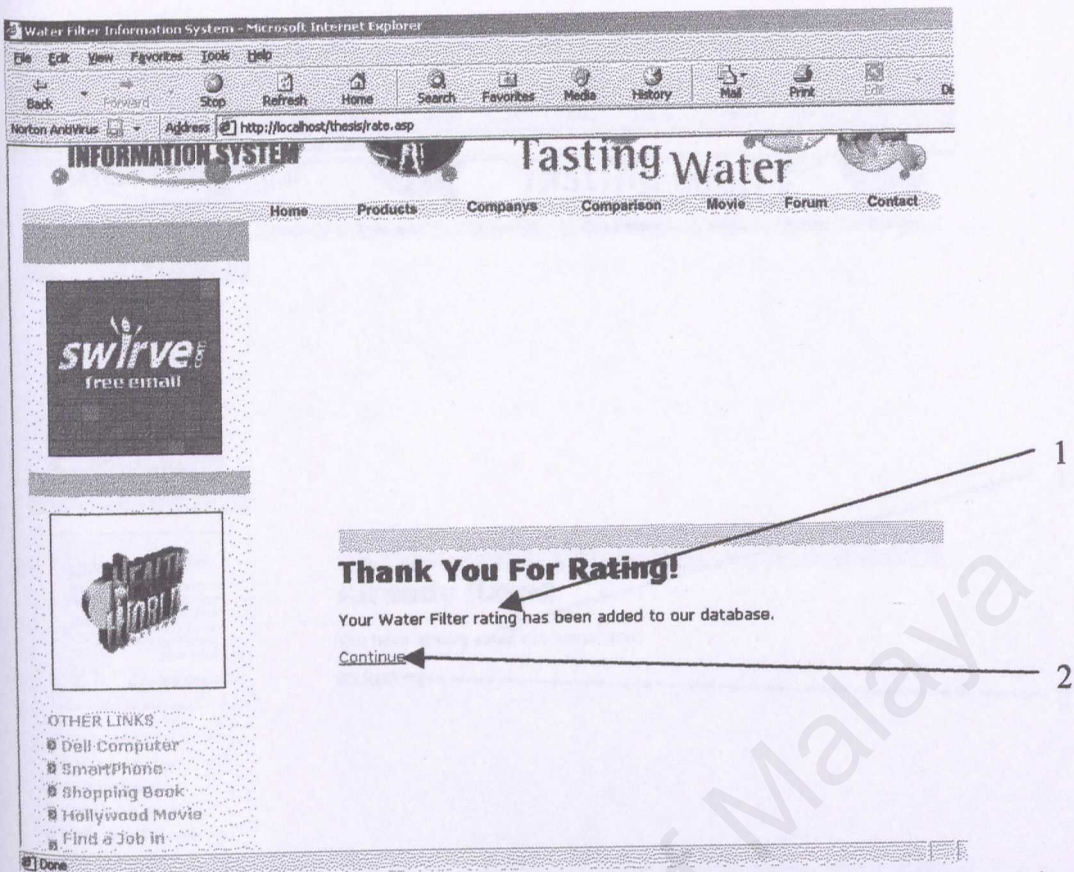 Water Filter Information System - Microsoft Internet Explorer
File Edit View Favorites Tools Help
Back Forward Stop Refresh Home Search Favorites Media History Mail Print Edit
Norton AntiVirus Address http://localhost/thesis/rate.asp
INFORMATION SYSTEM
Tasting Water
Home Products Companys Comparison Movie Forum Contact
swirve.com
free email
HEALTH
WORLD
1
Thank You For Rating!
Your Water Filter rating has been added to our database.
Continue
2
OTHER LINKS
Dell Computer
SmartPhone
Shopping Book
Hollywood Movie
Find a Job in
Done
Malaya